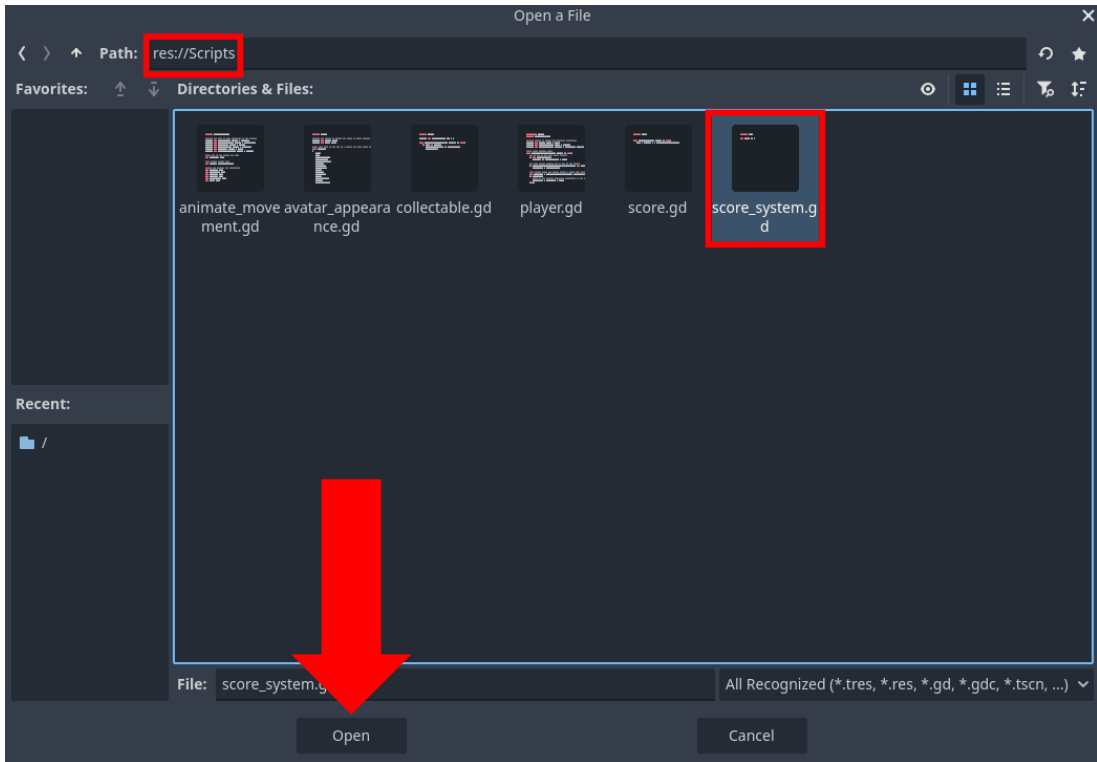 Open a File
Path: res://Scripts
Favorites:
Directories & Files:
animate_move
ment.gd
avatar_appeara
nce.gd
collectable.gd
player.gd
score.gd
score_system.g
d
Recent:
/
File: score_system.g
All Recognized (*.tres, *.res, *.gd, *.gdc, *.tscn, ...)
Open
Cancel